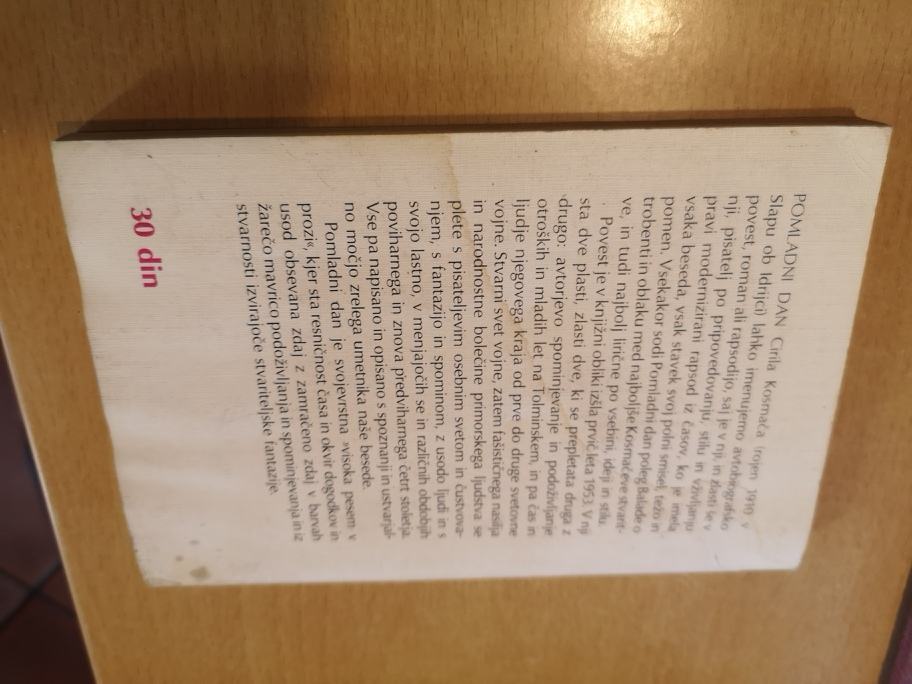 POMLADNI DAN Cirila Kosmača (rojen 1910 v
Slapu ob Idrijci) lahko imenujemo avtobiografsko
povest, roman ali rapsodijo, saj je v nji, in zlasti še v
nji, pisatelj po pripovedovanju, stilu in vživljanju
pravi modernizirani rapsod iz časov, ko je imela
vsaka beseda, vsak stavek svoj polni smisel, težo in
pomen. Vsekakor sodi Pomladni dan poleg Balade o
trobenti in oblaku med najboljše Kosmačeve stvarit-
ve, in tudi najbolj lirične po vsebini, ideji in stilu.
Povest je v knjižni obliki izšla prvič leta 1953. V nji
sta dve plasti, zlasti dve, ki se prepletata druga z
drugo: avtorjevo spominjevanje in podoživljanje
otroških in mladih let na Tolminskem, in pa čas in
ljudje njegovega kraja od prve do druge svetovne
vojne. Stvarni svet vojne, zatem fašističnega nasilja
in narodnostne bolečine primorskega ljudstva se
plete s pisateljevim osebnim svetom in čustvova-
njem, s fantazijo in spominom, z usodo ljudi in s
svojo lastno, v menjajočih se in različnih obdobjih
poviharnega in znova predviharnega četrt stoletja.
Vse pa napisano in opisano s spoznanji in ustvarjal-
no močjo zrelega umetnika naše besede.
Pomladni dan je svojevrstna »visoka pesem v
prozi«, kjer sta resničnost časa in okvir dogodkov in
usod obsevana zdaj z zamračeno zdaj v barvah
žarečo mavrico podoživljanja in spominjevanja in iz
stvarnosti izvirajoče stvariteljske fantazije.
30 din